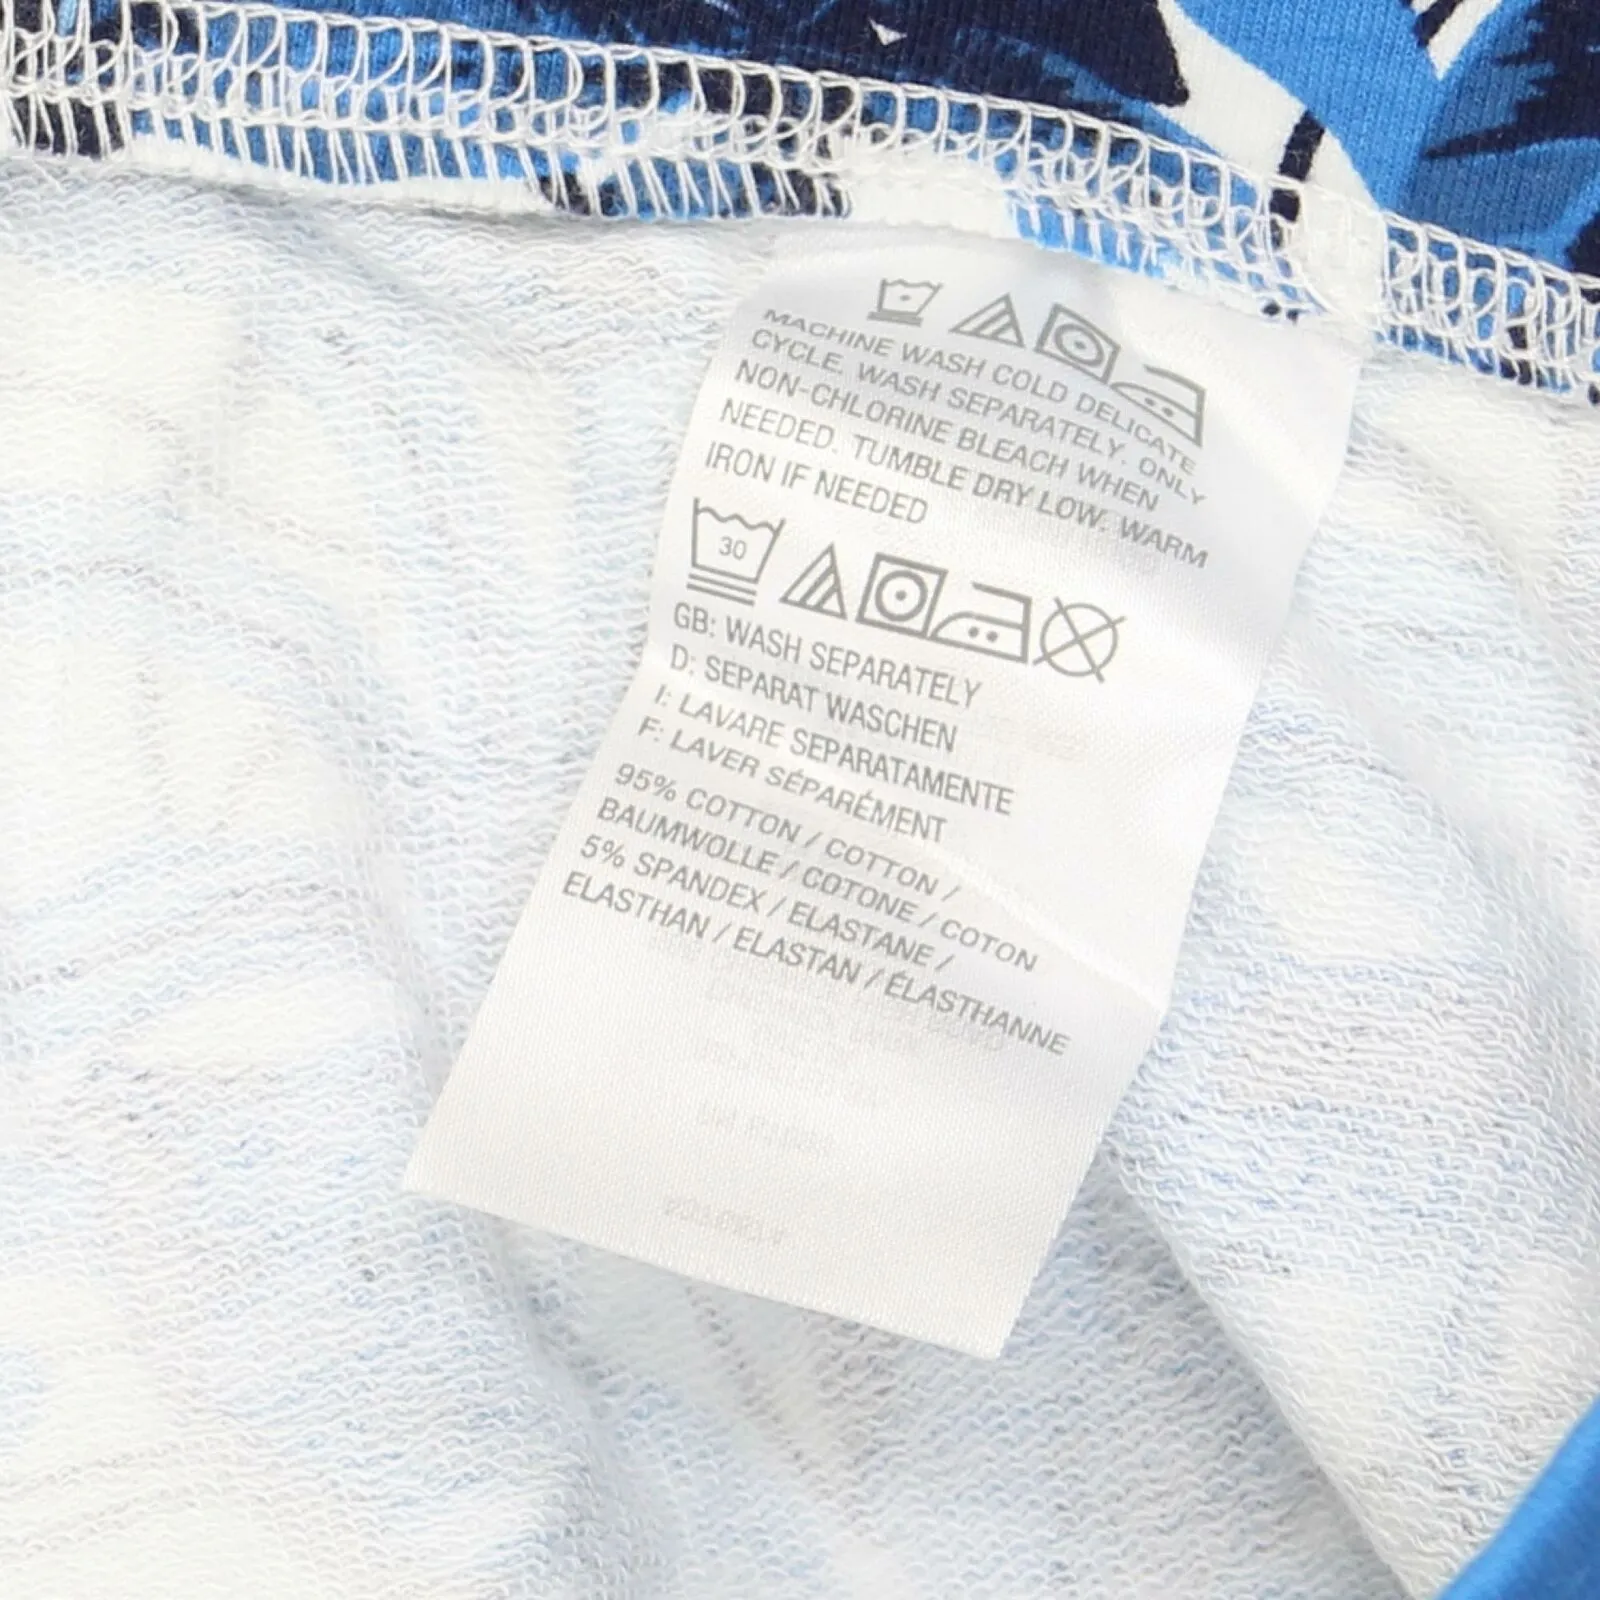 MACHINE WASH COLD DELICATE
CYCLE. WASH SEPARATELY. ONLY
NON-CHLORINE BLEACH WHEN
NEEDED. TUMBLE DRY LOW. WARM
IRON IF NEEDED
30
GB: WASH SEPARATELY
D: SEPARAT WASCHEN
I: LAVARE SEPARATAMENTE
F: LAVER SÉPARÉMENT
95% COTTON / COTTON /
BAUMWOLLE / COTONE / COTON
5% SPANDEX / ELASTANE /
ELASTHAN / ELASTAN / ÉLASTHANNE